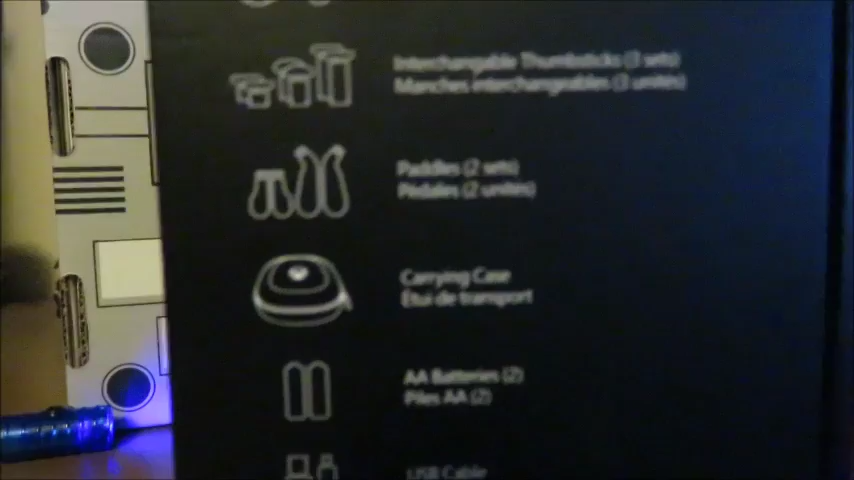 Interchangable Thumbsticks (3 sets)
Manches interchangeables (3 unités)
Paddles (2 sets)
Pédales (2 unités)
Carrying Case
Étui de transport
AA Batteries (2)
Piles AA (2)
USB Cable